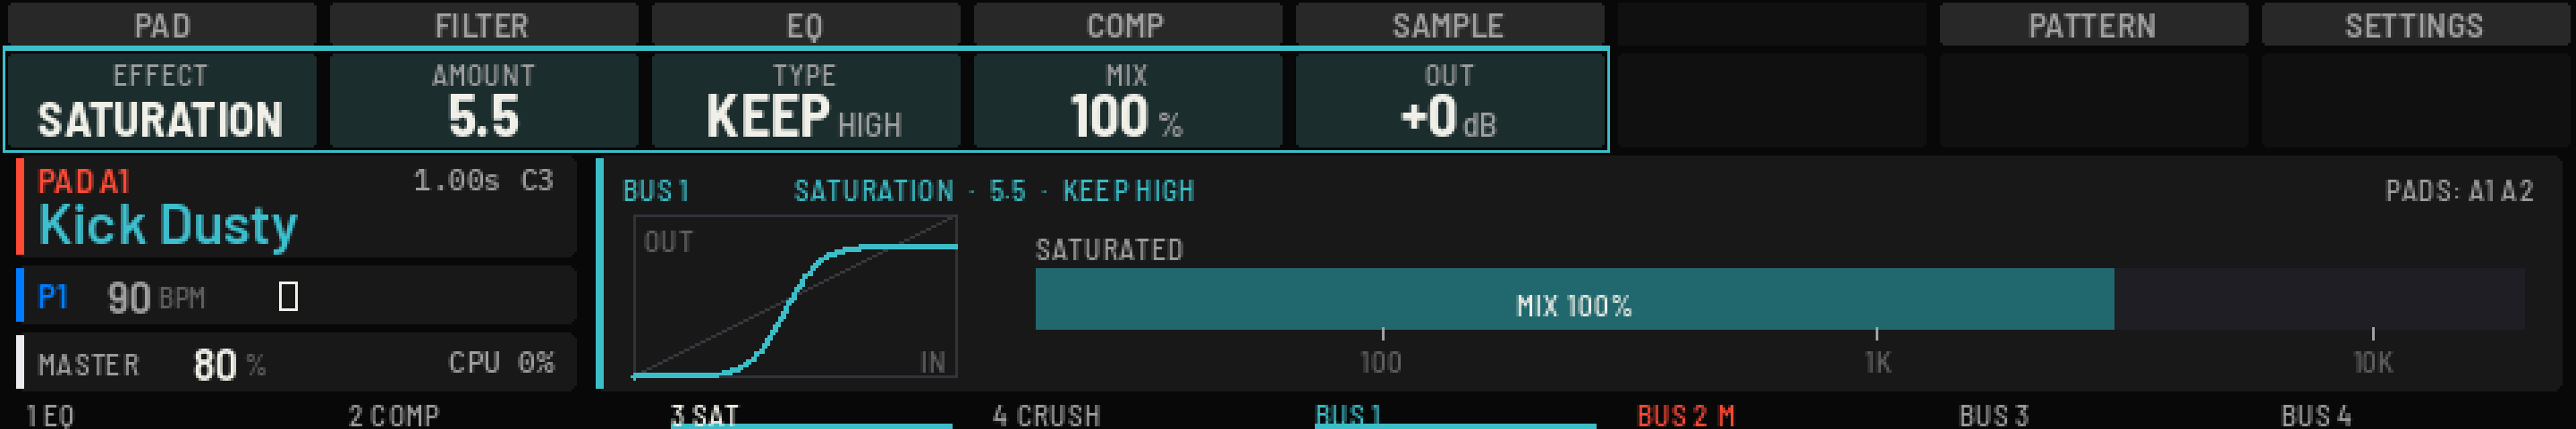 PAD FILTER EQ COMP SAMPLE PATTERN SETTINGS
EFFECT AMOUNT TYPE MIX OUT
SATURATION 5.5 KEEP HIGH 100 % +0 dB
PAD A1 1.00s C3
Kick Dusty
P1 90 BPM
MASTER 80 % CPU 0%
BUS 1 SATURATION · 5.5 · KEEP HIGH PADS: A1 A2
OUT
IN
SATURATED
MIX 100%
100 1K 10K
1 EQ 2 COMP 3 SAT 4 CRUSH BUS 1 BUS 2 M BUS 3 BUS 4